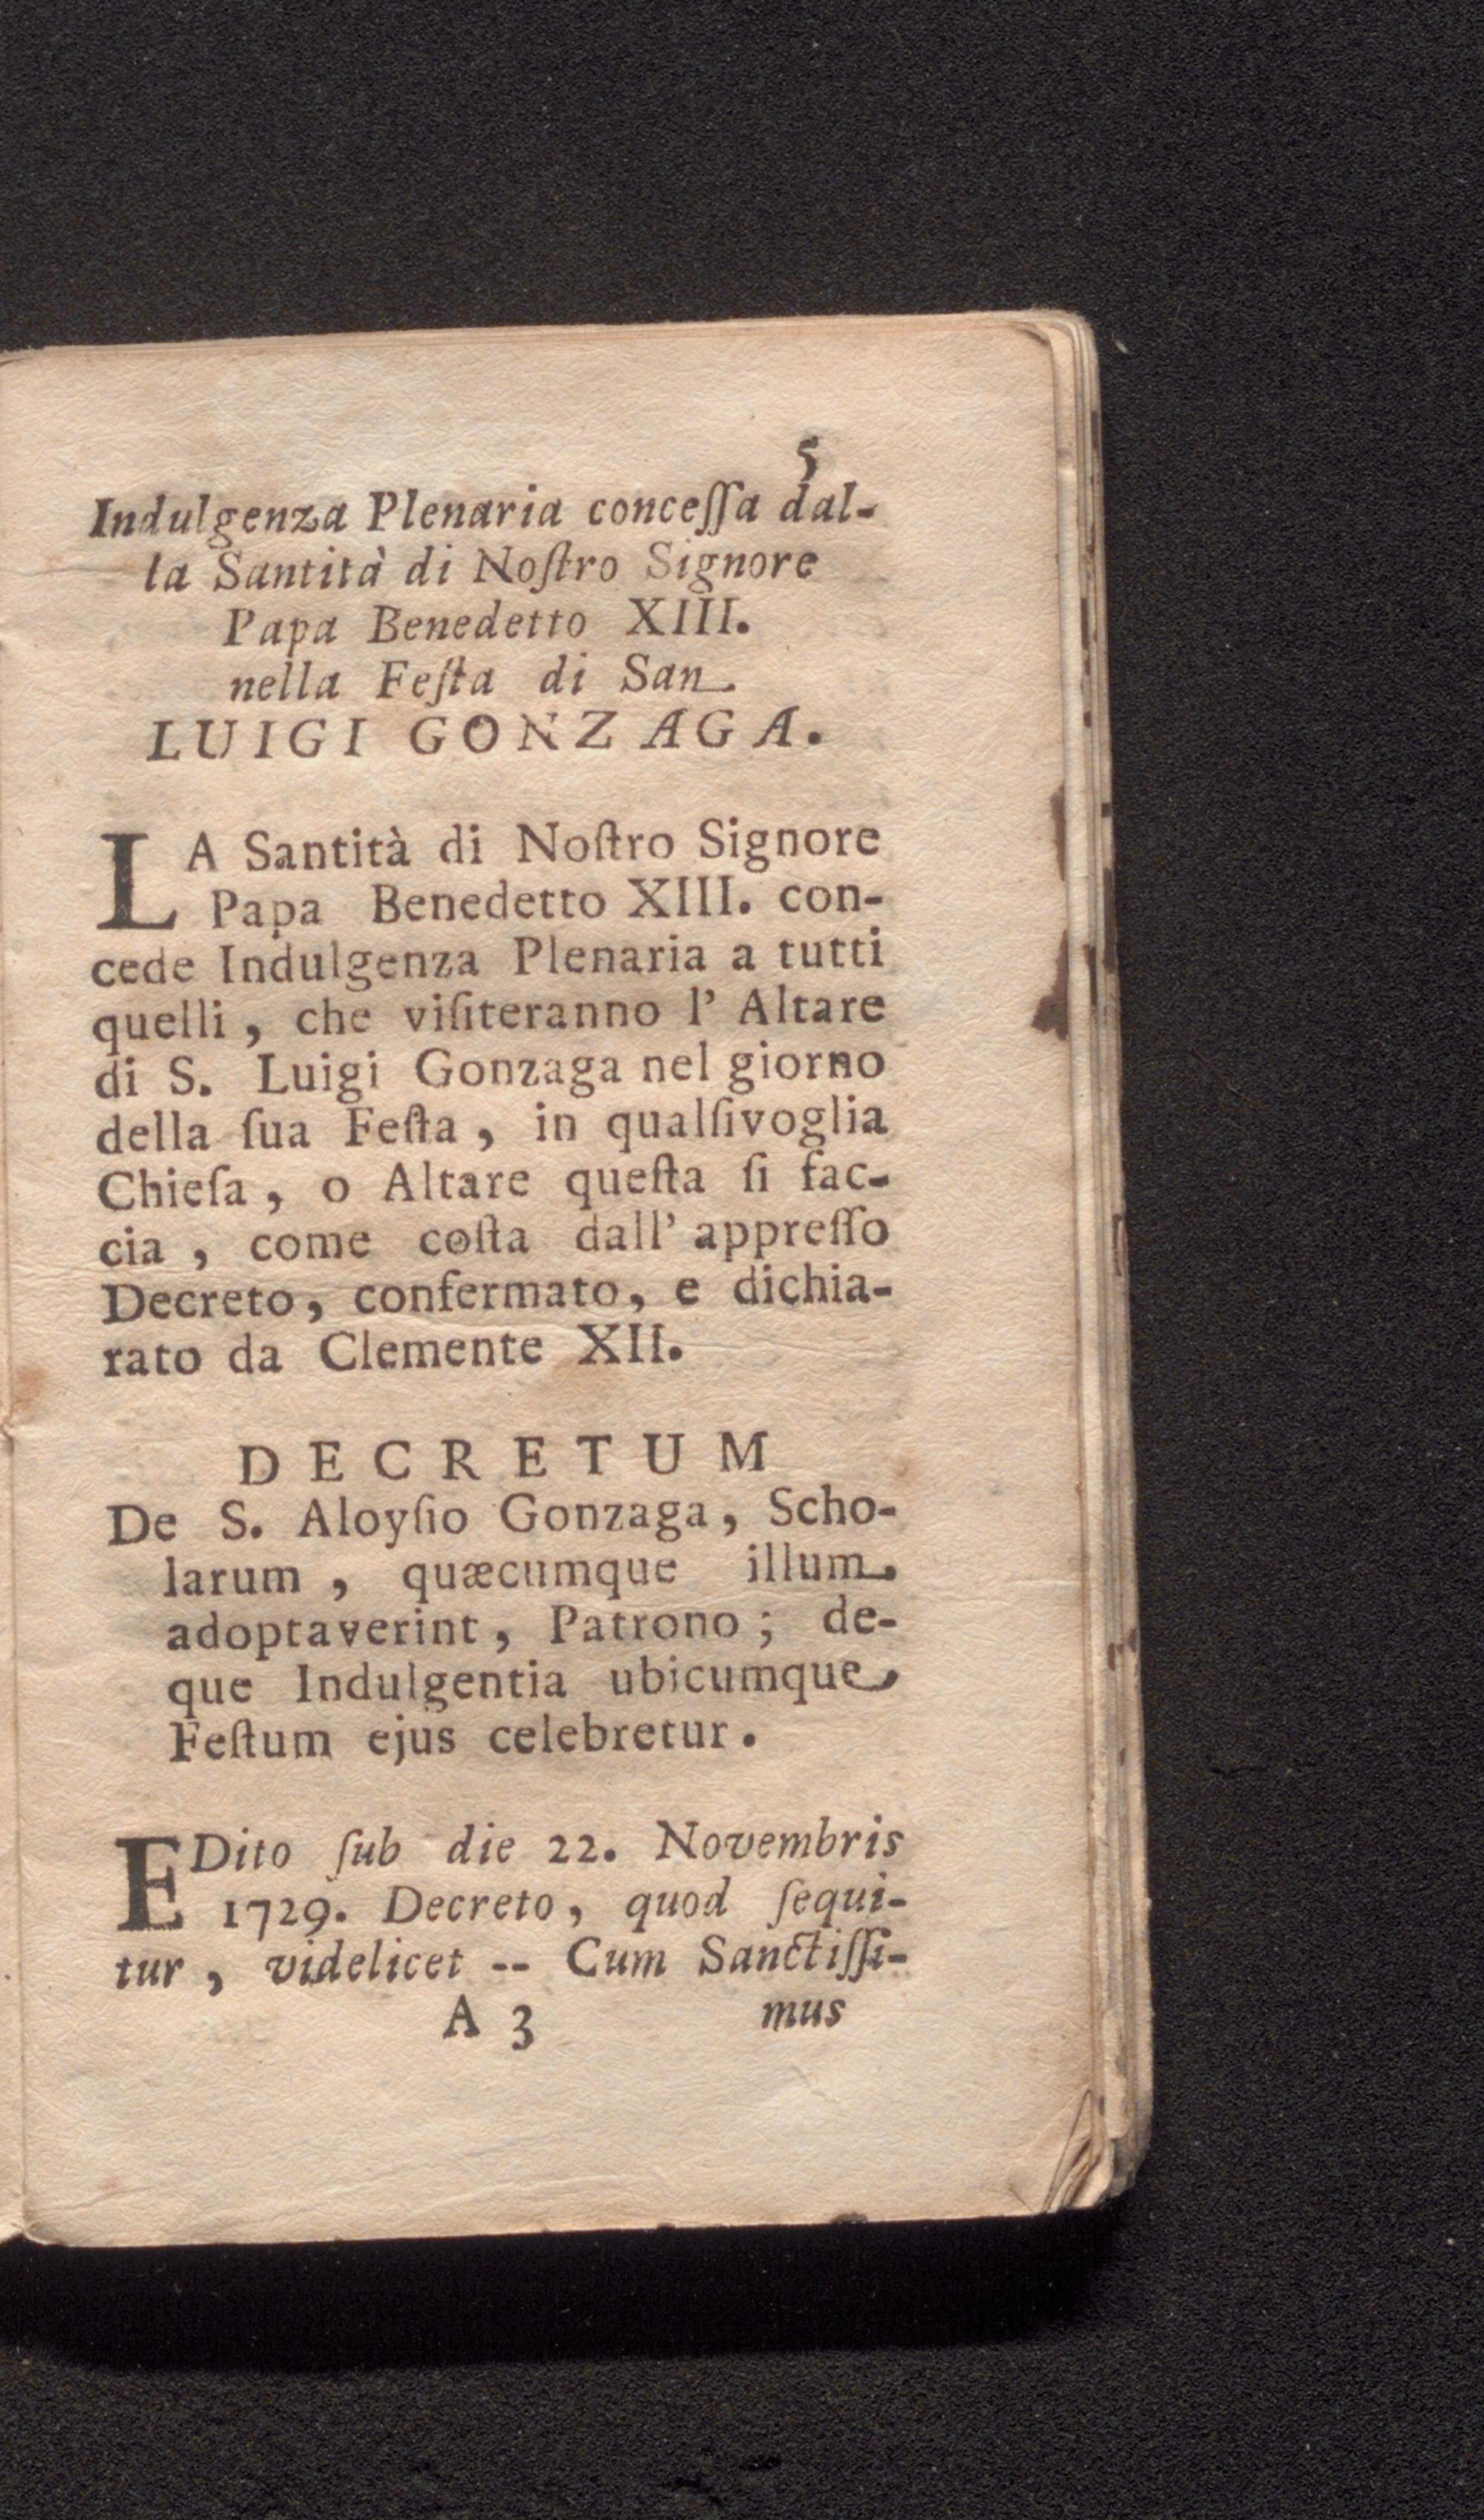 5
Indulgenza Plenaria conceſſa dal-
la Santità di Noſtro Signore
Papa Benedetto XIII.
nella Feſta di San
LUIGI GONZAGA.
LA Santità di Noſtro Signore
Papa Benedetto XIII. con-
cede Indulgenza Plenaria a tutti
quelli, che viſiteranno l' Altare
di S. Luigi Gonzaga nel giorno
della ſua Feſta, in qualſivoglia
Chieſa, o Altare queſta ſi fac-
cia, come coſta dall' appreſſo
Decreto, confermato, e dichia-
rato da Clemente XII.
DECRETUM
De S. Aloyſio Gonzaga, Scho-
larum, quæcumque illum
adoptaverint, Patrono; de-
que Indulgentia ubicumque
Feſtum ejus celebretur.
EDito ſub die 22. Novembris
1729. Decreto, quod ſequi-
tur, videlicet -- Cum Sanctiſſi-
A 3 mus